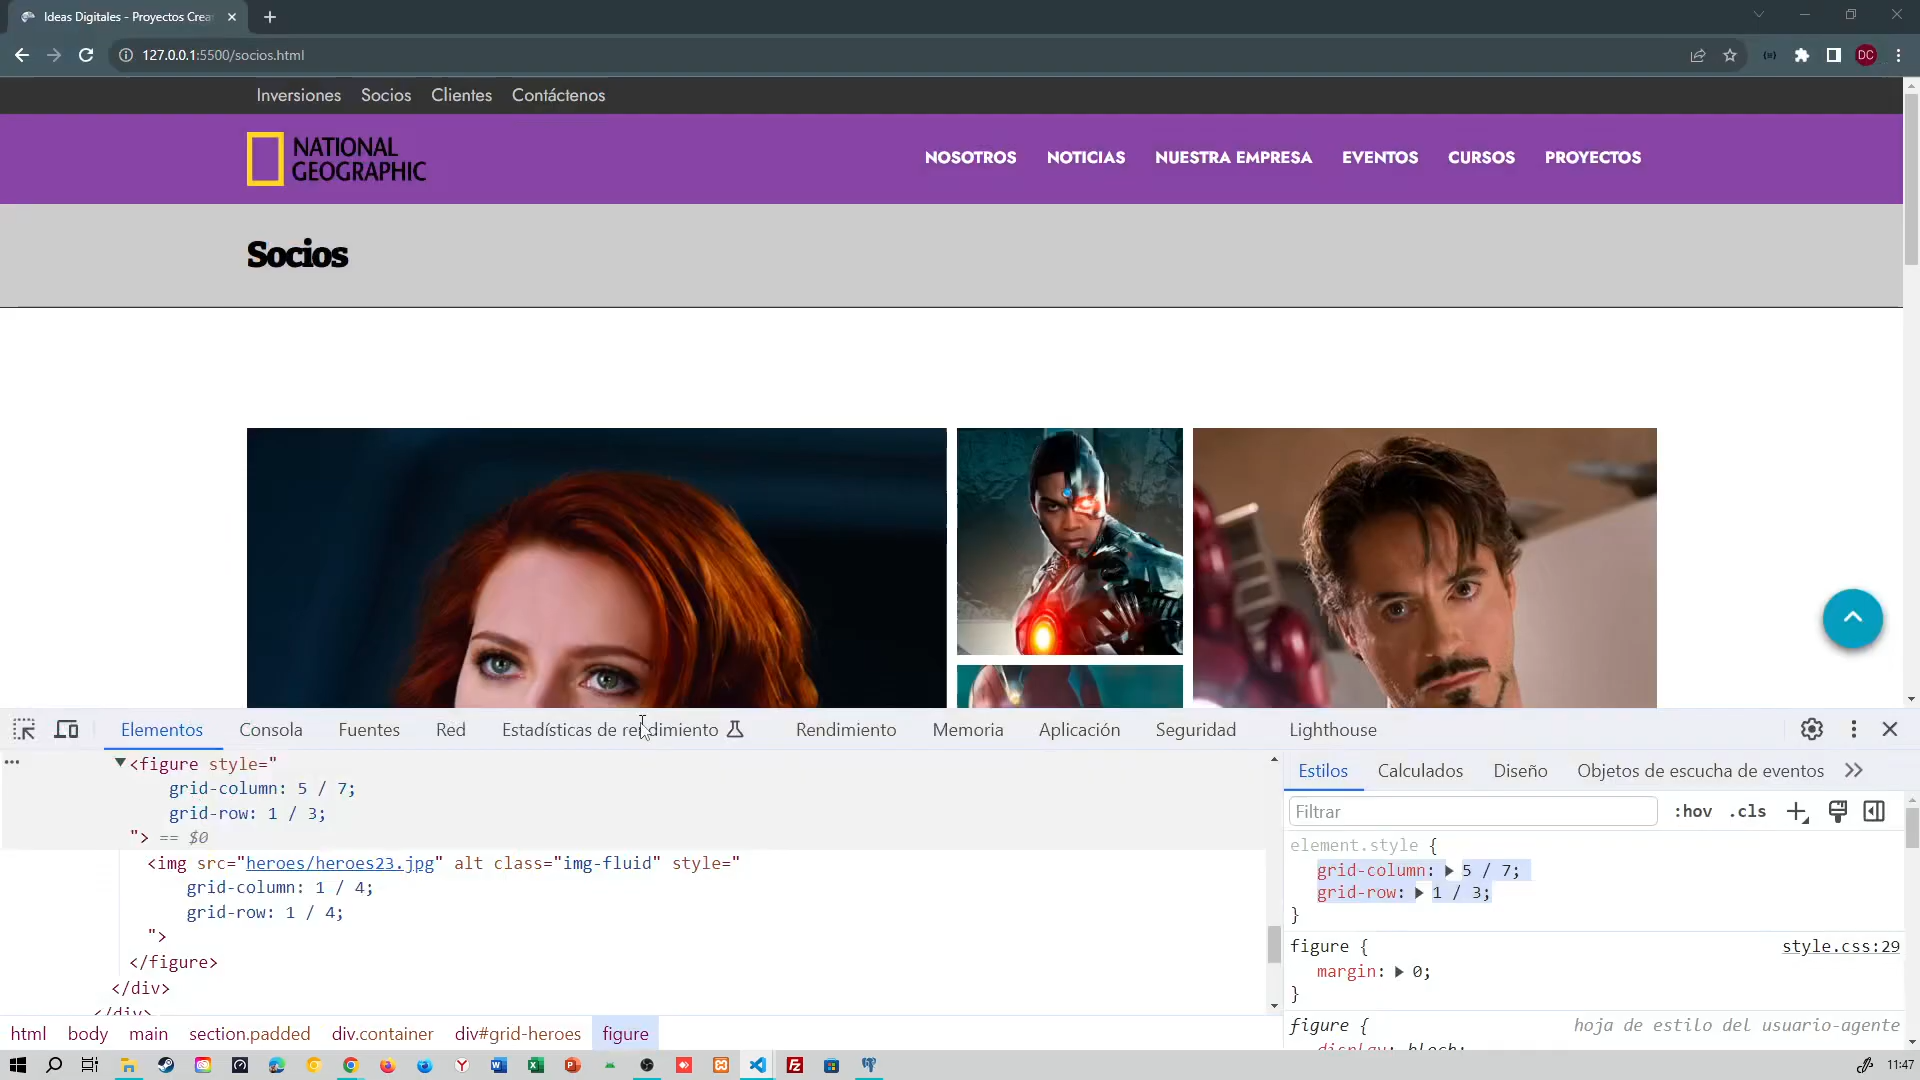 Ideas Digitales - Proyectos Crea
127.0.0.1:5500/socios.html
DC
Inversiones Socios Clientes Contáctenos
NATIONAL
GEOGRAPHIC
NOSOTROS NOTICIAS NUESTRA EMPRESA EVENTOS CURSOS PROYECTOS
Socios
Elementos Consola Fuentes Red Estadísticas de rendimiento Rendimiento Memoria Aplicación Seguridad Lighthouse
<figure style="
grid-column: 5 / 7;
grid-row: 1 / 3;
"> == $0
<img src="heroes/heroes23.jpg" alt class="img-fluid" style="
grid-column: 1 / 4;
grid-row: 1 / 4;
">
</figure>
</div>
</div>
html body main section.padded div.container div#grid-heroes figure
Estilos Calculados Diseño Objetos de escucha de eventos
Filtrar :hov .cls
element.style {
grid-column: 5 / 7;
grid-row: 1 / 3;
}
figure { style.css:29
margin: 0;
}
figure { hoja de estilo del usuario-agente
display: block;
11:47